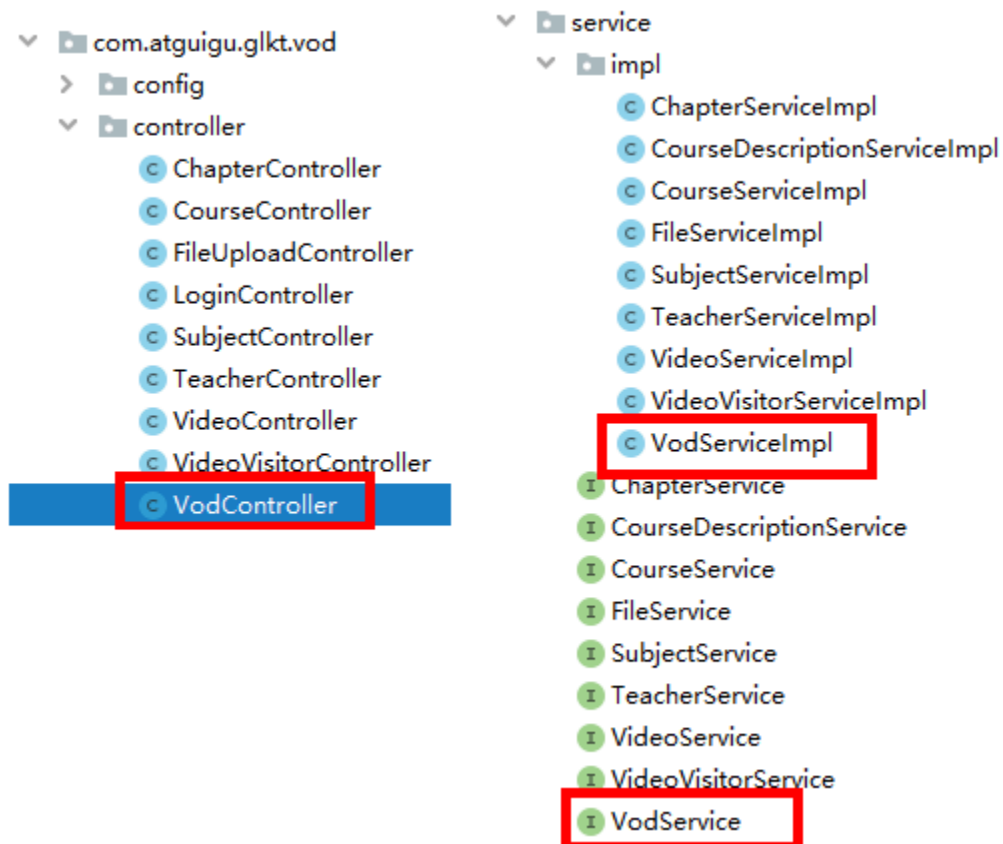 com.atguigu.glkt.vod
config
controller
ChapterController
CourseController
FileUploadController
LoginController
SubjectController
TeacherController
VideoController
VideoVisitorController
VodController
service
impl
ChapterServiceImpl
CourseDescriptionServiceImpl
CourseServiceImpl
FileServiceImpl
SubjectServiceImpl
TeacherServiceImpl
VideoServiceImpl
VideoVisitorServiceImpl
VodServiceImpl
ChapterService
CourseDescriptionService
CourseService
FileService
SubjectService
TeacherService
VideoService
VideoVisitorService
VodService